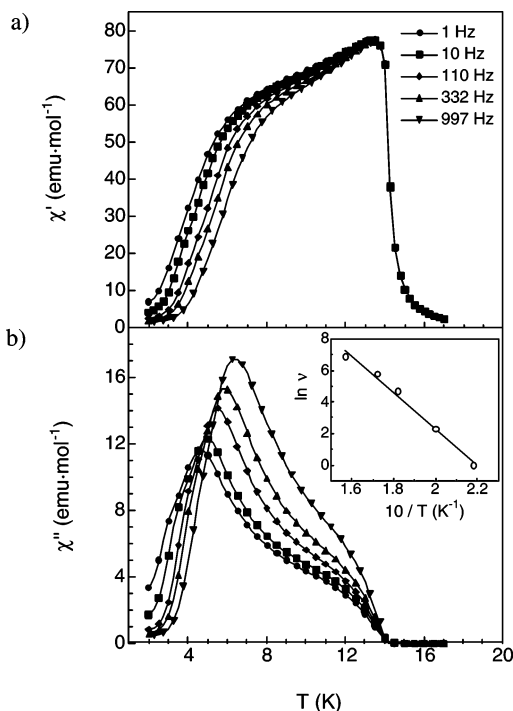 a)
80
70
60
50
40
30
20
10
0
χ' (emu·mol⁻¹)
1 Hz
10 Hz
110 Hz
332 Hz
997 Hz
b)
16
12
8
4
0
χ" (emu·mol⁻¹)
8
6
4
2
0
ln ν
1.6 1.8 2.0 2.2
10 / T (K⁻¹)
0 4 8 12 16 20
T (K)